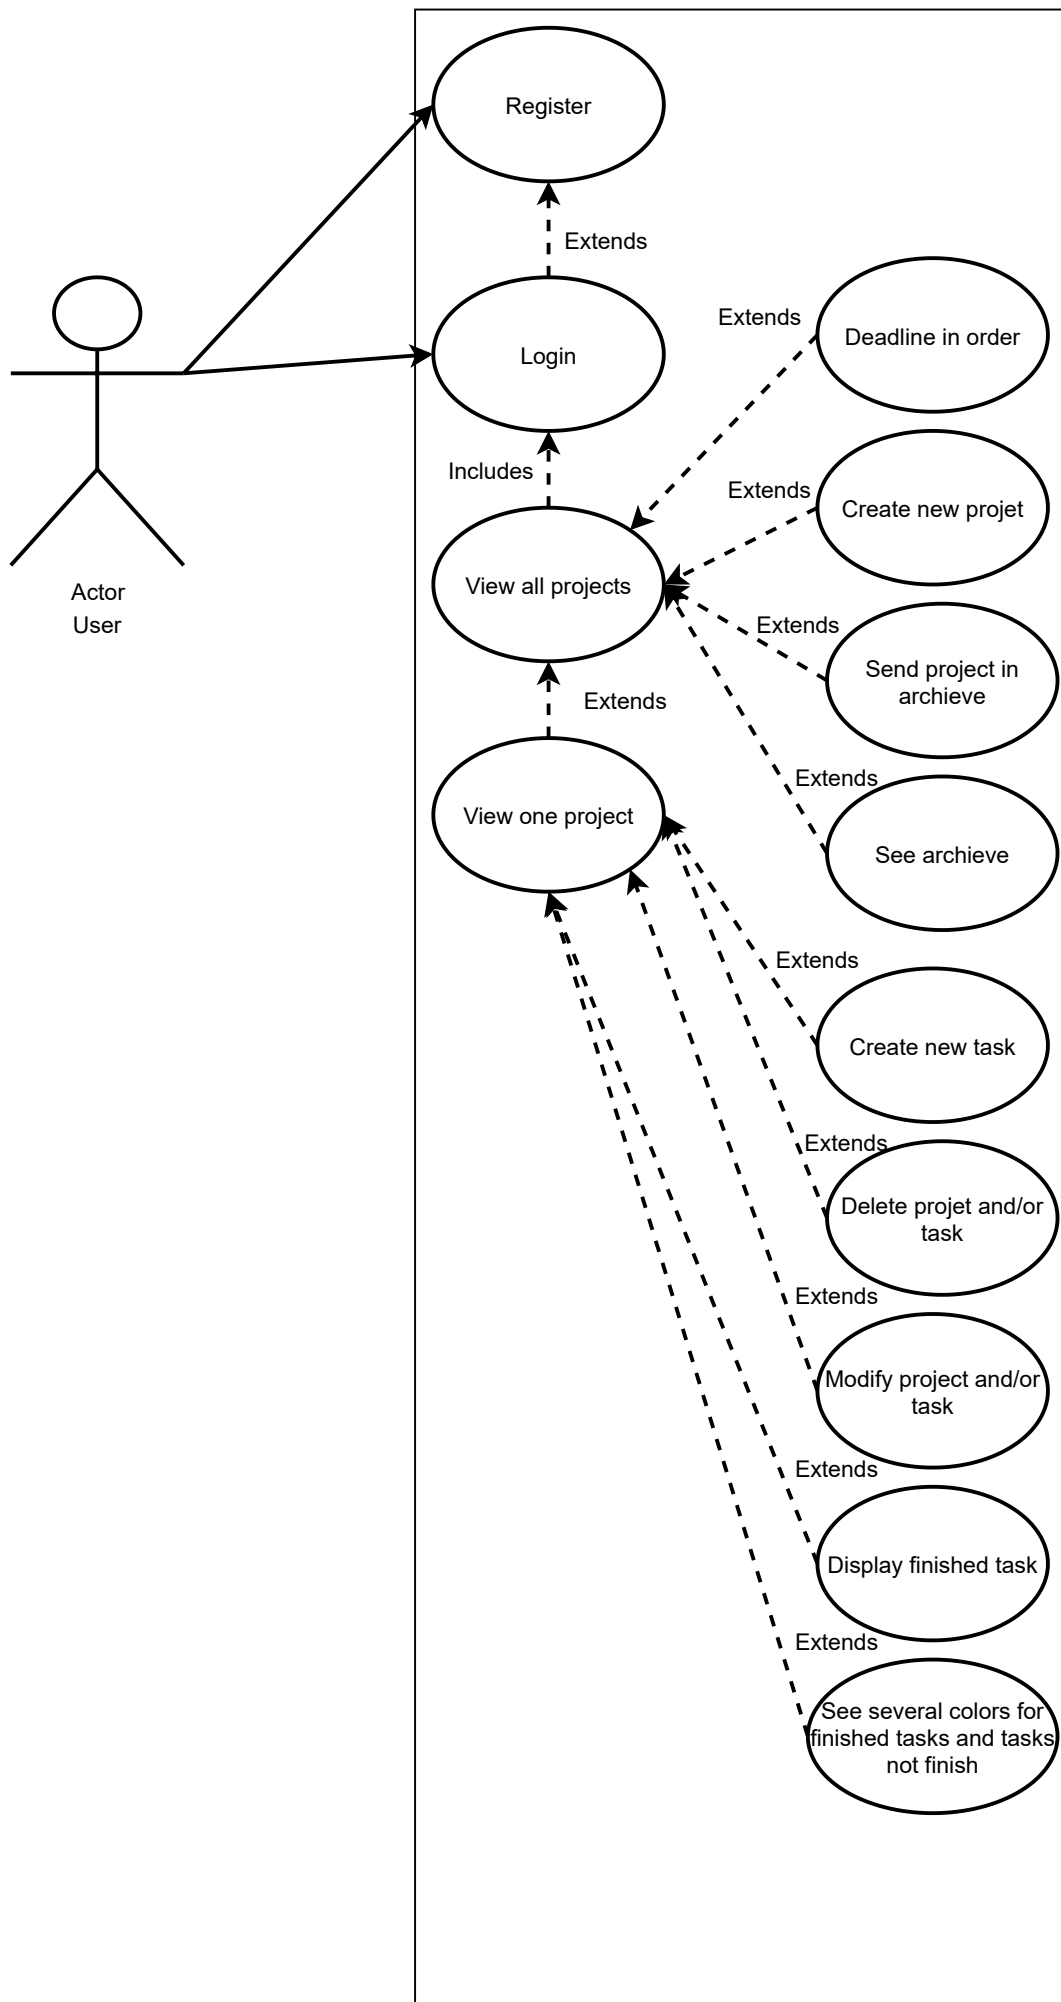 Register
Extends
Login
Extends
Deadline in order
Includes
Extends
Create new projet
View all projects
Actor
User
Extends
Send project in
archieve
Extends
View one project
Extends
See archieve
Extends
Create new task
Extends
Delete projet and/or
task
Extends
Modify project and/or
task
Extends
Display finished task
Extends
See several colors for
finished tasks and tasks
not finish